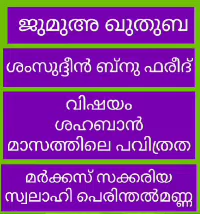 ജുമുഅ ഖുതുബ
ശംസുദ്ദീൻ ബ്നു ഫരീദ്
വിഷയം
ശഹബാൻ
മാസത്തിലെ പവിത്രത
മർക്കസ് സക്കരിയ
സ്വലാഹി പെരിന്തൽമണ്ണ